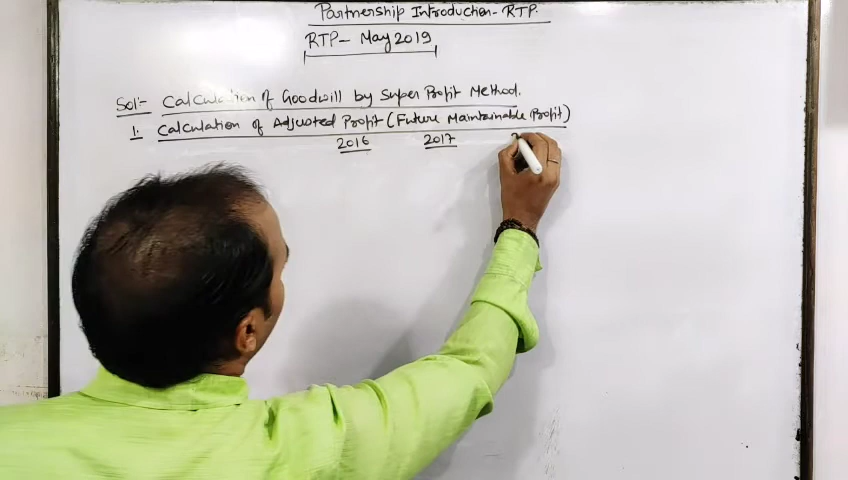 Partnership Introduction - RTP
RTP - May 2019
Sol:- Calculation of Goodwill by Super Profit Method.
1. Calculation of Adjusted Profit (Future Maintainable Profit)
2016 2017